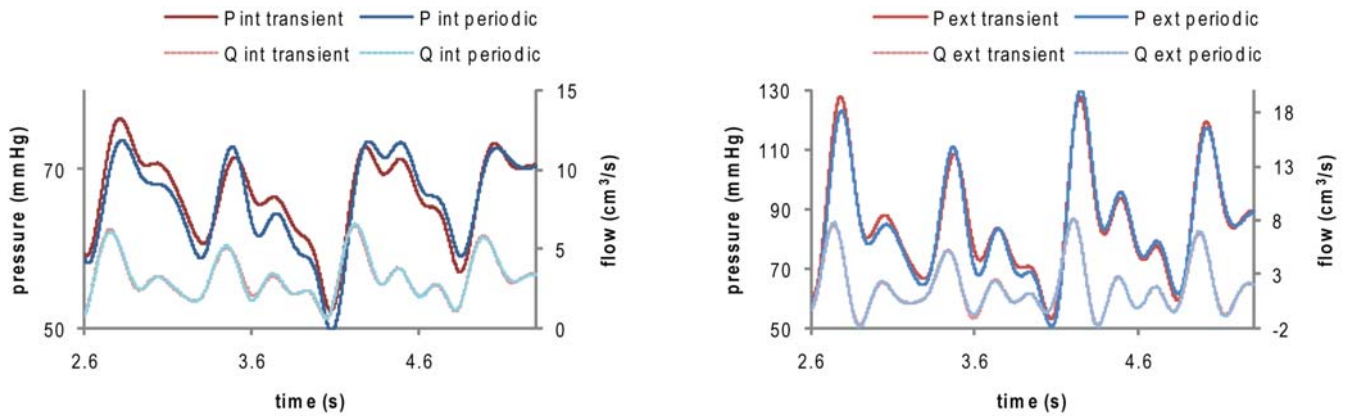 P int transient P int periodic
Q int transient Q int periodic
pressure (mmHg)
70
50
15
10
5
0
flow (cm³/s)
2.6 3.6 4.6
time (s)
P ext transient P ext periodic
Q ext transient Q ext periodic
pressure (mmHg)
130
110
90
70
50
18
13
8
3
-2
flow (cm³/s)
2.6 3.6 4.6
time (s)